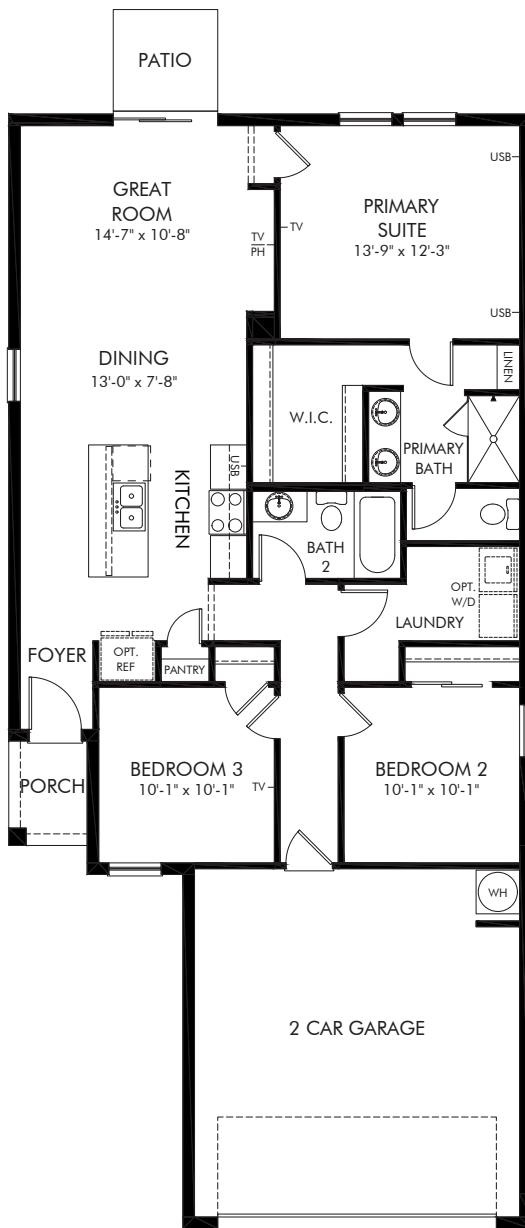 PATIO
GREAT
ROOM
14'-7" x 10'-8"
PRIMARY
SUITE
13'-9" x 12'-3"
USB
TV
TV
PH
USB
DINING
13'-0" x 7'-8"
LINEN
W.I.C.
PRIMARY
BATH
KITCHEN
USB
BATH
2
OPT.
W/D
LAUNDRY
FOYER
OPT.
REF
PANTRY
PORCH
BEDROOM 3
10'-1" x 10'-1"
TV
BEDROOM 2
10'-1" x 10'-1"
WH
2 CAR GARAGE